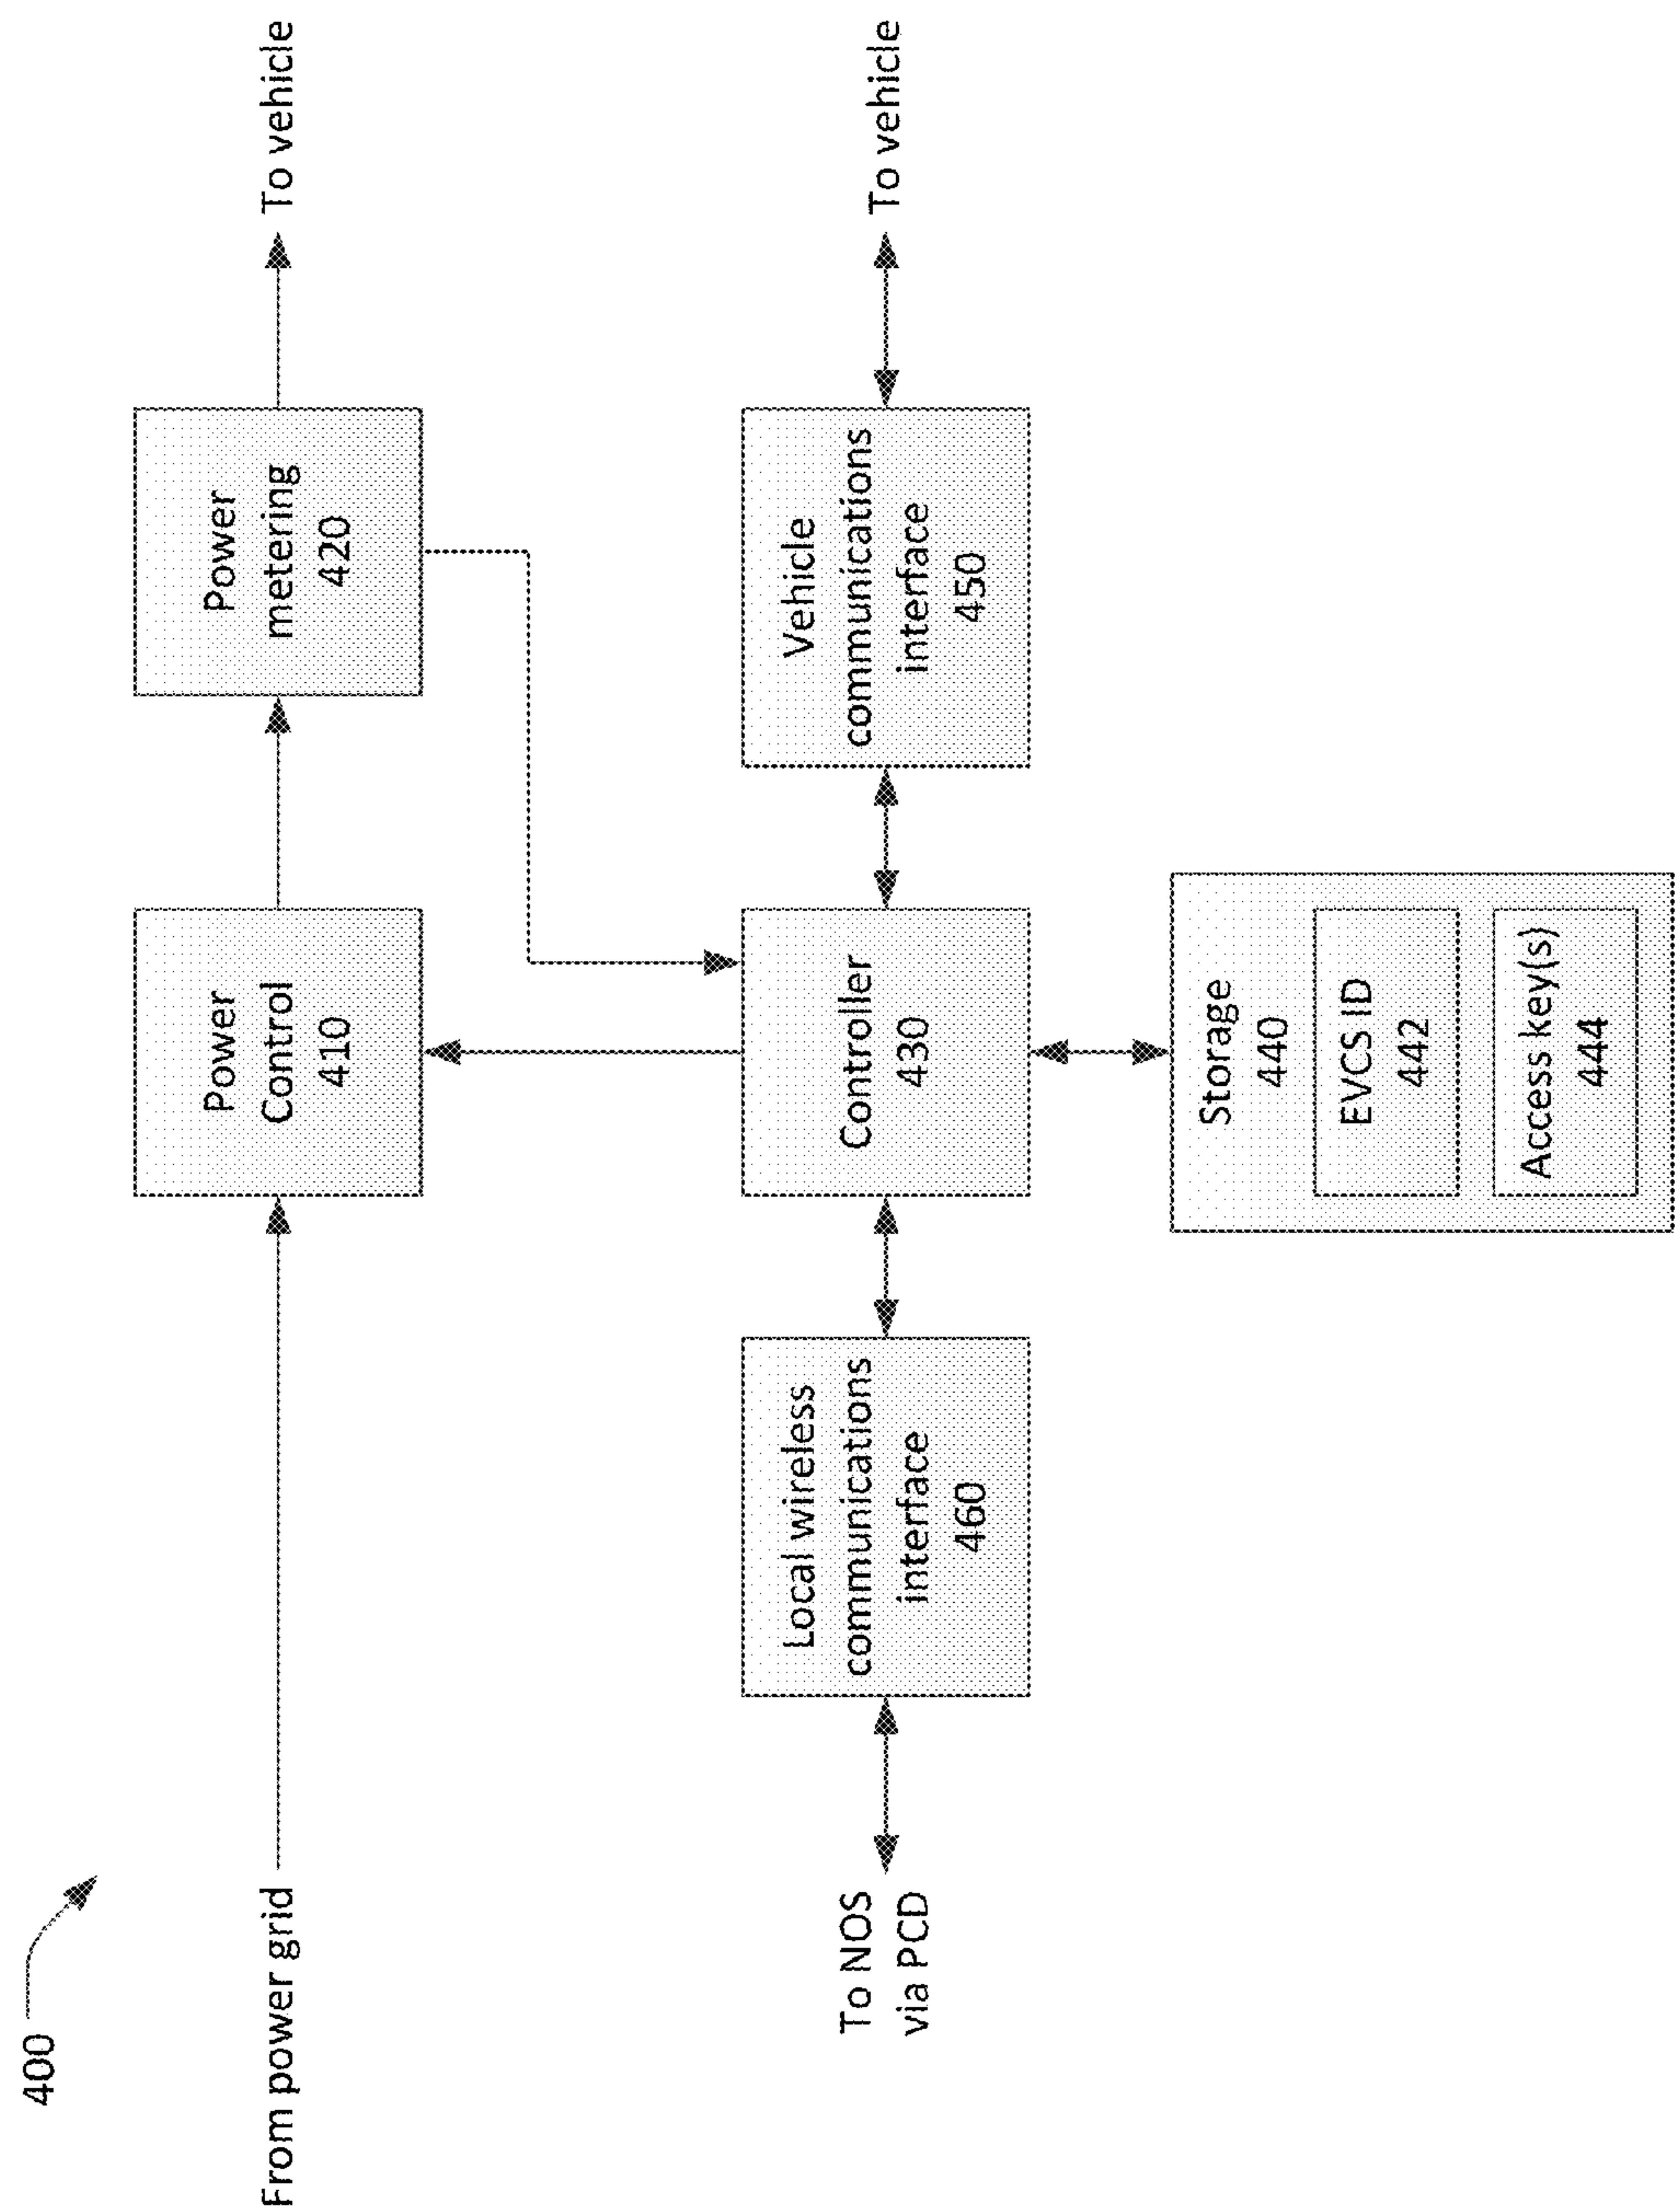 400
From power grid
Power
Control
410
Power
metering
420
To vehicle
To NOS
via PCD
Local wireless
communications
interface
460
Controller
430
Vehicle
communications
interface
450
To vehicle
Storage
440
EVCS ID
442
Access key(s)
444